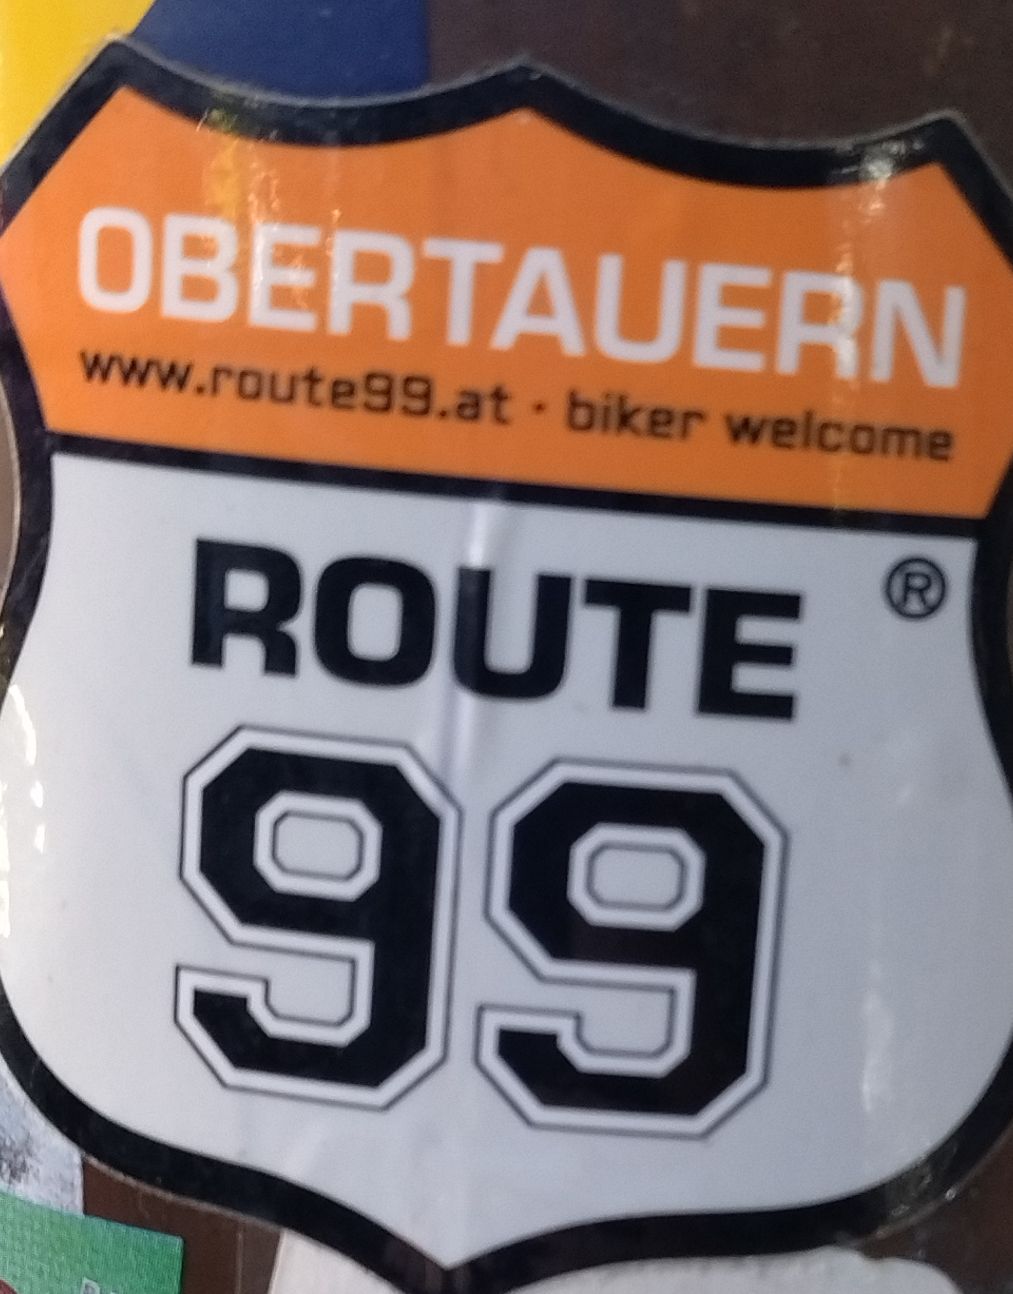 OBERTAUERN
www.route99.at · biker welcome
ROUTE ®
99